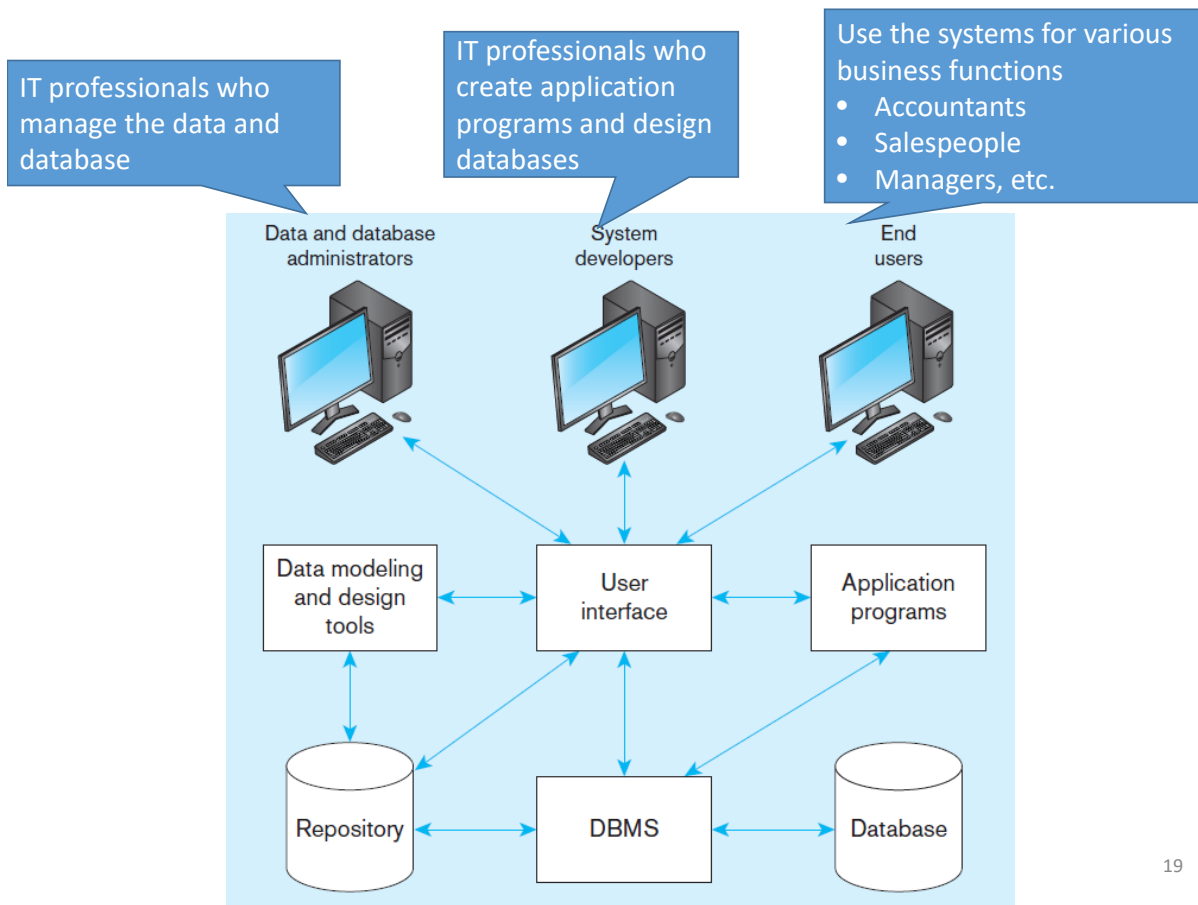 IT professionals who
manage the data and
database
IT professionals who
create application
programs and design
databases
Use the systems for various
business functions
• Accountants
• Salespeople
• Managers, etc.
Data and database
administrators
System
developers
End
users
Data modeling
and design
tools
User
interface
Application
programs
Repository
DBMS
Database
19